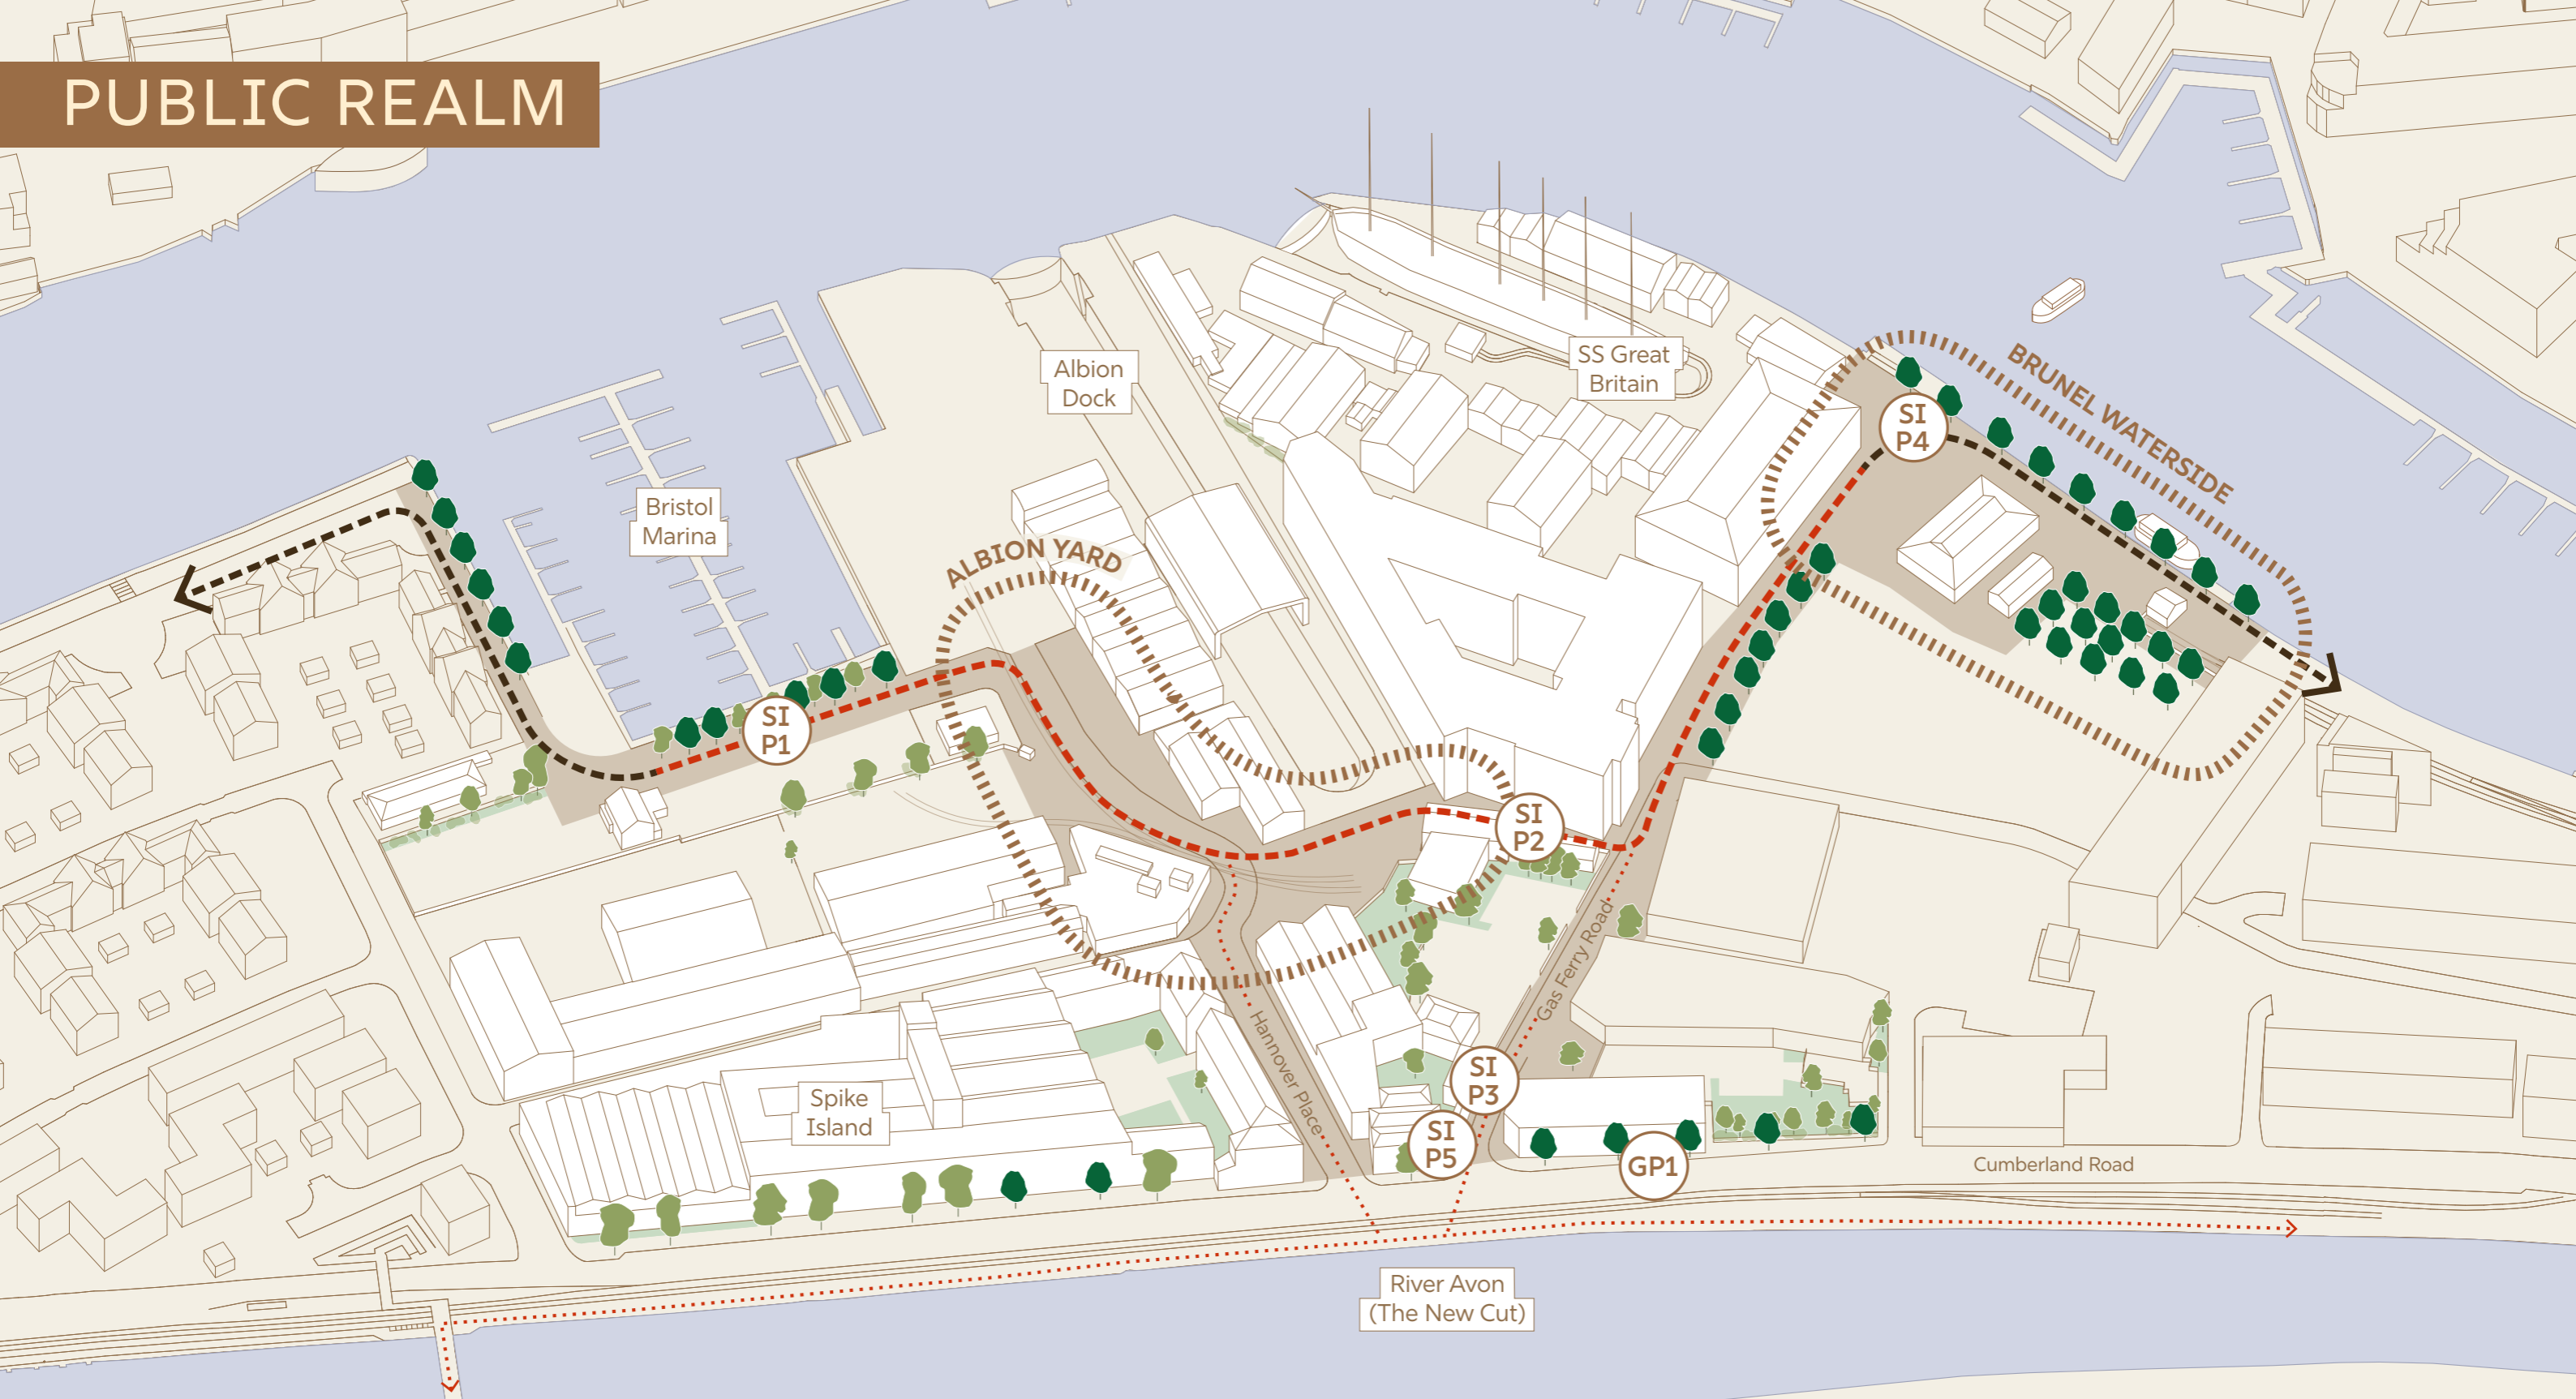 PUBLIC REALM
SS Great
Britain
Albion
Dock
BRUNEL WATERSIDE
SI
P4
Bristol
Marina
ALBION YARD
SI
P1
SI
P2
Gas Ferry Road
Hannover Place
SI
P3
Spike
Island
SI
P5
GP1
Cumberland Road
River Avon
(The New Cut)